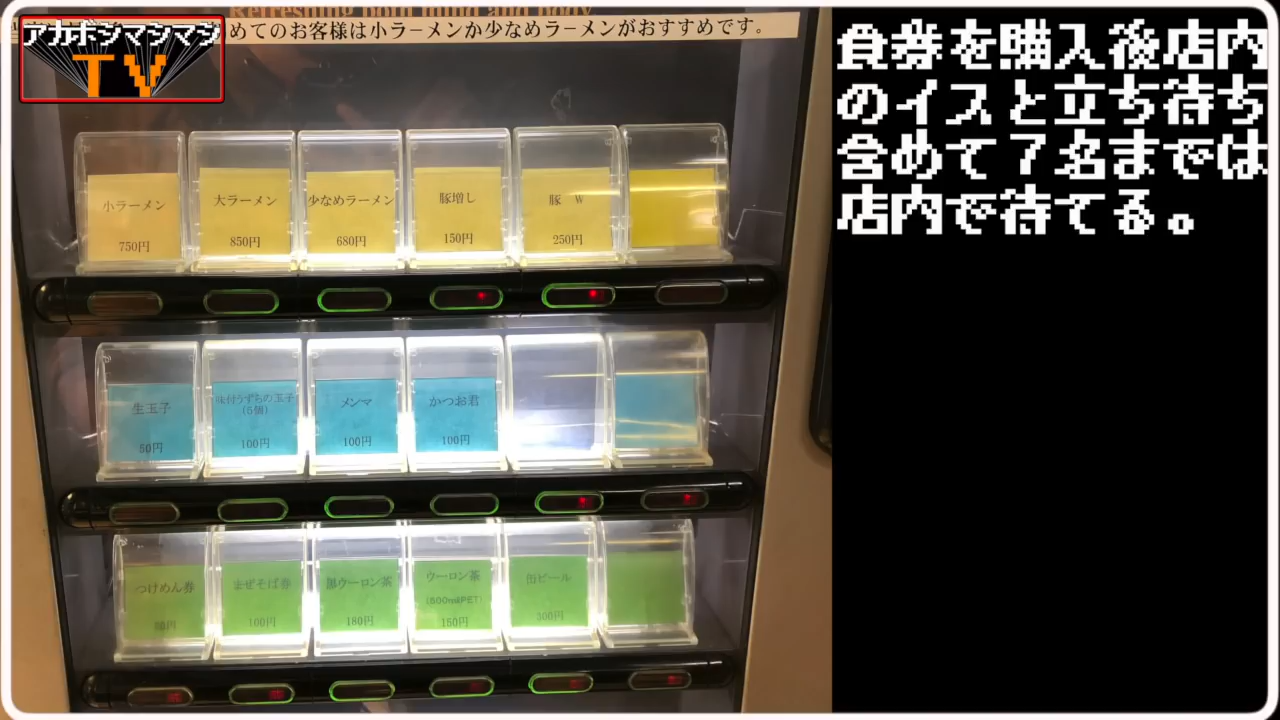 Refreshing both mind and body
めてのお客様は小ラーメンか少なめラーメンがおすすめです。
アカボシマシマシ
TV
食券を購入後店内
のイスと立ち待ち
含めて７名までは
店内で待てる。
小ラーメン 大ラーメン 少なめラーメン 豚増し 豚 W
750円 850円 680円 150円 250円
生玉子 味付うずらの玉子 メンマ かつお君
(5個)
50円 100円 100円 100円
つけめん券 まぜそば券 黒ウーロン茶 ウーロン茶 缶ビール
(500mlPET)
100円 180円 150円 300円